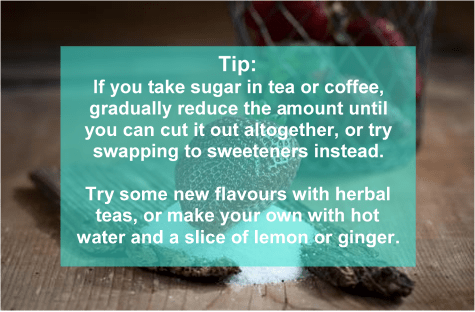 Tip:
If you take sugar in tea or coffee,
gradually reduce the amount until
you can cut it out altogether, or try
swapping to sweeteners instead.
Try some new flavours with herbal
teas, or make your own with hot
water and a slice of lemon or ginger.